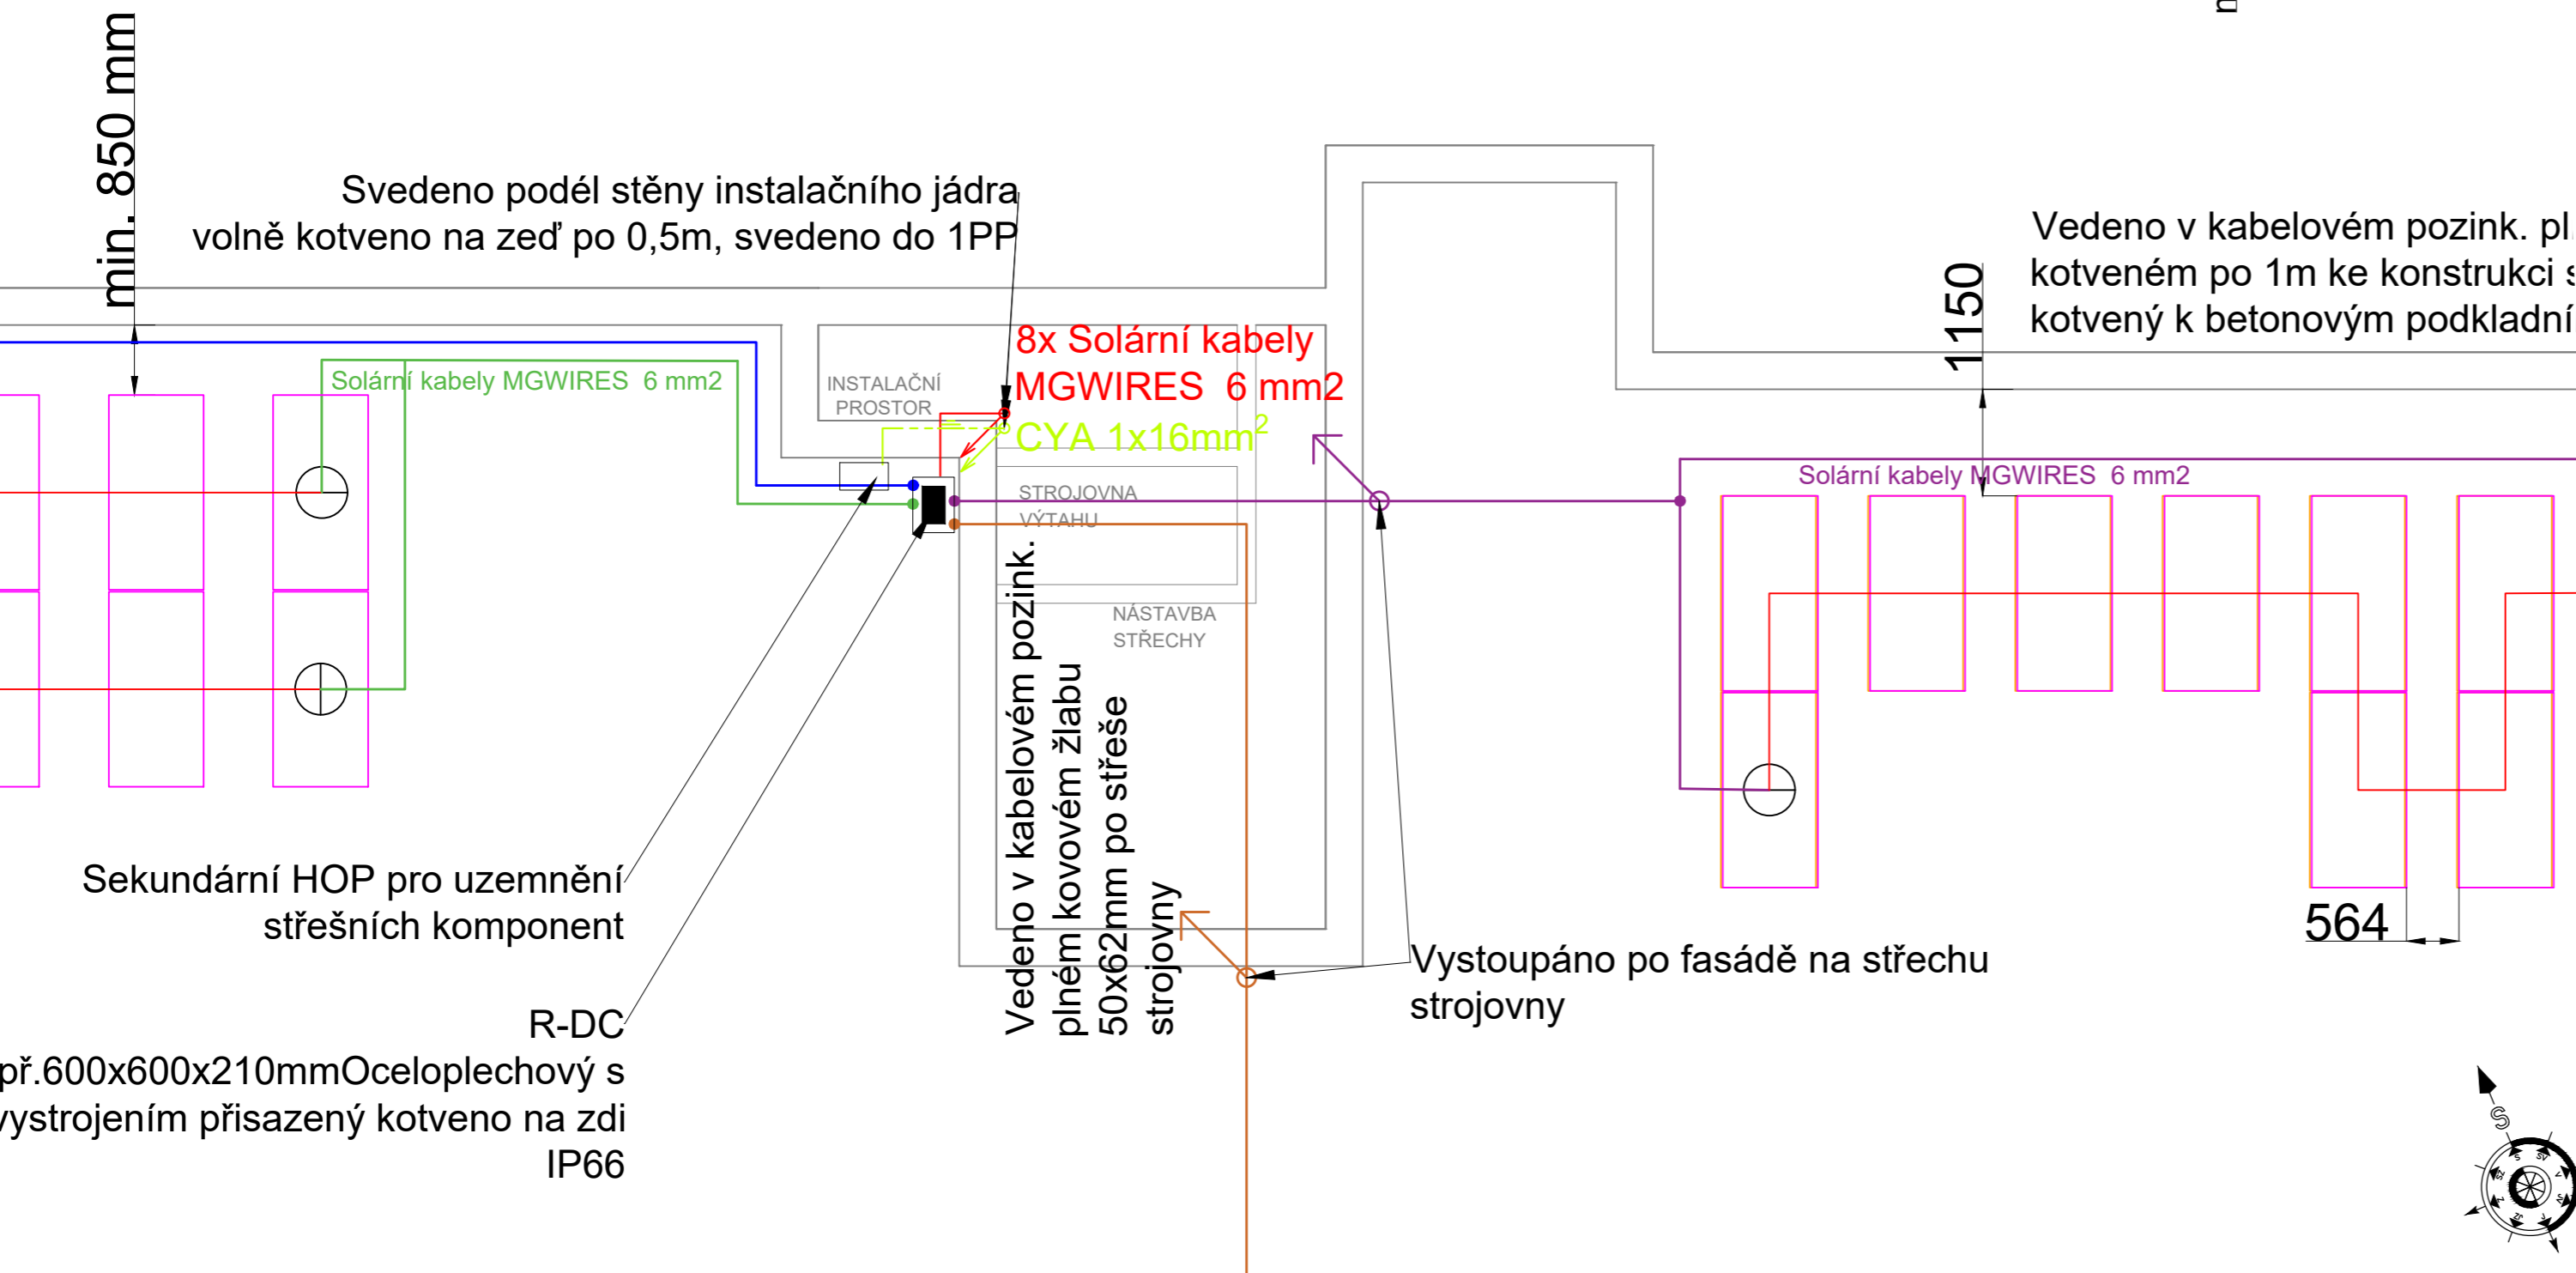 min. 850 mm
Svedeno podél stěny instalačního jádra
volně kotveno na zeď po 0,5m, svedeno do 1PP
Vedeno v kabelovém pozink.
kotveném po 1m ke konstrukci
kotvený k betonovým podkladní
1150
8x Solární kabely
MGWIRES 6 mm2
CYA 1x16mm²
Solární kabely MGWIRES 6 mm2
INSTALAČNÍ
PROSTOR
Solární kabely MGWIRES 6 mm2
STROJOVNA
VÝTAHU
NÁSTAVBA
STŘECHY
Vedeno v kabelovém pozink.
plném kovovém žlabu
50x62mm po střeše
strojovny
Sekundární HOP pro uzemnění
střešních komponent
564
Vystoupáno po fasádě na střechu
strojovny
R-DC
př.600x600x210mmOceloplechový s
vystrojením přisazený kotveno na zdi
IP66
S
S
SV
V
JV
J
JZ
Z
SZ